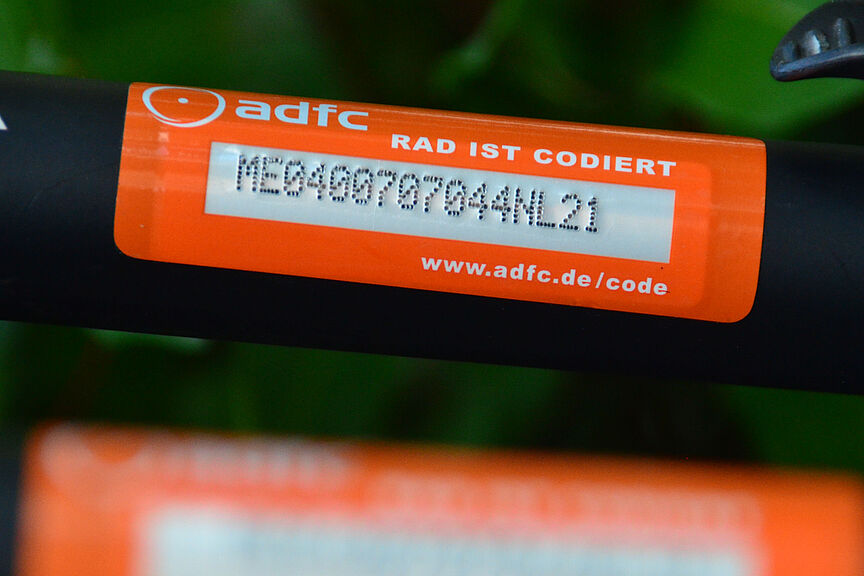 adfc
RAD IST CODIERT
ME0400707044NL21
www.adfc.de/code